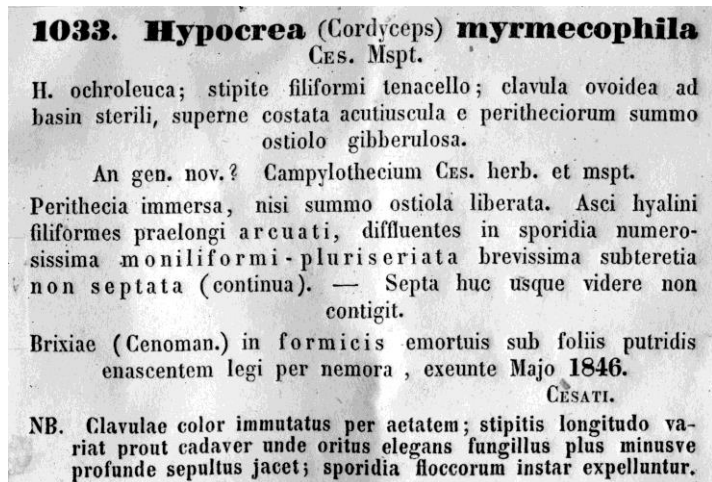 1033. Hypocrea (Cordyceps) myrmecophila
Ces. Mspt.
H. ochroleuca; stipite filiformi tenacello; clavula ovoidea ad
basin sterili, superne costata acutiuscula e peritheciorum summo
ostiolo gibberulosa.
An gen. nov.? Campylothecium Ces. herb. et mspt.
Perithecia immersa, nisi summo ostiola liberata. Asci hyalini
filiformes praelongi arcuati, diffluentes in sporidia numero-
sissima moniliformi-pluriseriata brevissima subteretia
non septata (continua). — Septa huc usque videre non
contigit.
Brixiae (Cenoman.) in formicis emortuis sub foliis putridis
enascentem legi per nemora, exeunte Majo 1846.
Cesati.
NB. Clavulae color immutatus per aetatem; stipitis longitudo va-
riat prout cadaver unde oritus elegans fungillus plus minusve
profunde sepultus jacet; sporidia floccorum instar expelluntur.